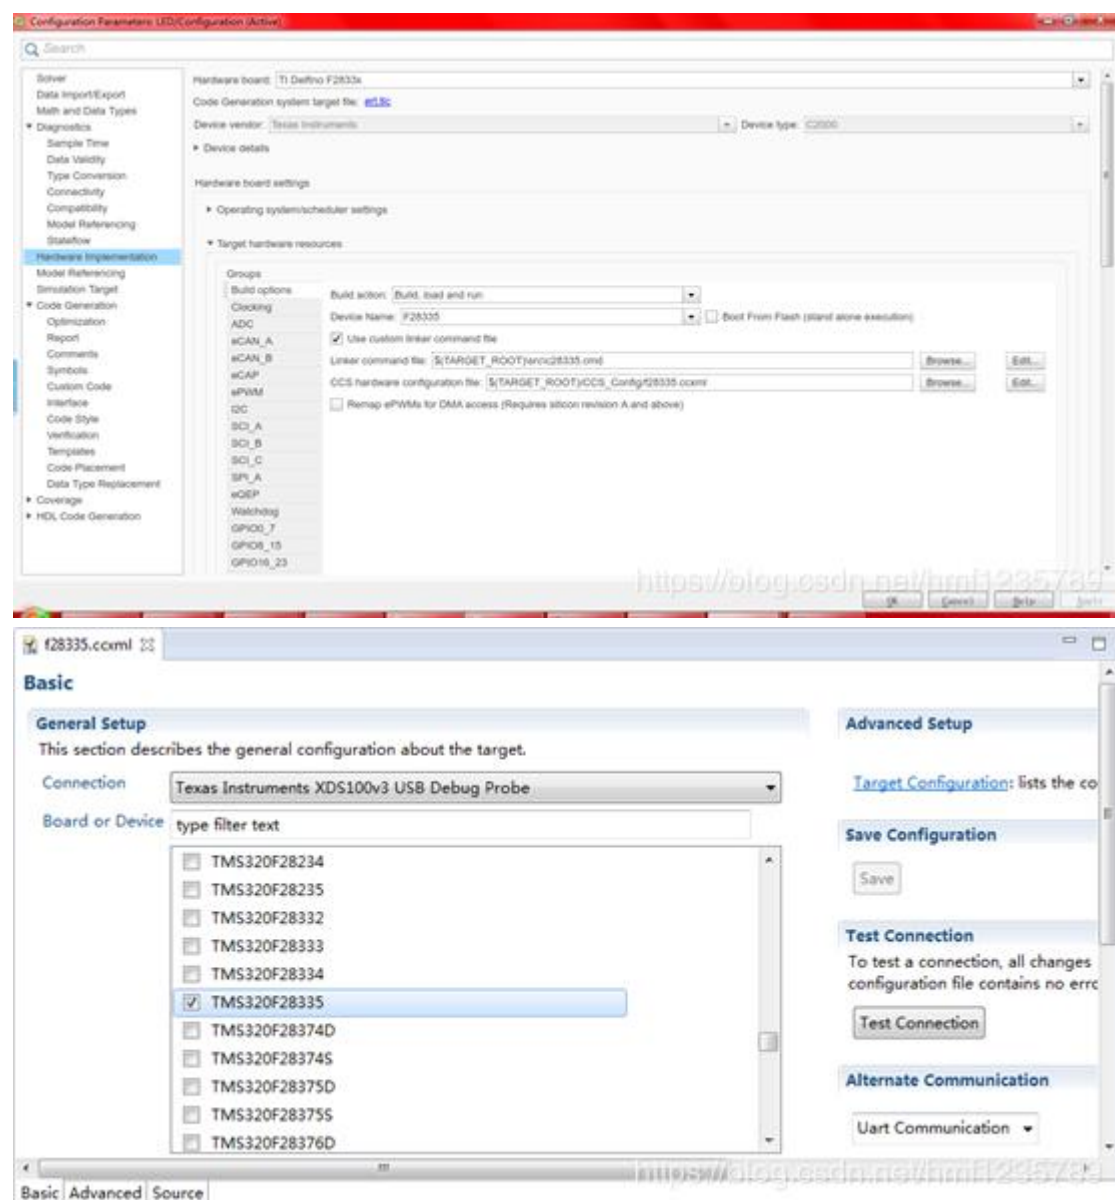 Configuration Parameters: LED/Configuration (Active)
Search
Solver
Data Import/Export
Math and Data Types
Diagnostics
Sample Time
Data Validity
Type Conversion
Connectivity
Compatibility
Model Referencing
Stateflow
Hardware Implementation
Model Referencing
Simulation Target
Code Generation
Optimization
Report
Comments
Symbols
Custom Code
Interface
Code Style
Verification
Templates
Code Placement
Data Type Replacement
Coverage
HDL Code Generation
Hardware board: TI Delfino F2833x
Code Generation system target file: ert.tlc
Device vendor: Texas Instruments Device type: C2000
Device details
Hardware board settings
Operating system/scheduler settings
Target hardware resources
Groups
Build options
Clocking
ADC
eCAN_A
eCAN_B
eCAP
ePWM
I2C
SCI_A
SCI_B
SCI_C
SPI_A
eQEP
Watchdog
GPIO0_7
GPIO8_15
GPIO16_23
Build action: Build, load and run
Device Name: F28335 Boot From Flash (stand alone execution)
Use custom linker command file
Linker command file: $(TARGET_ROOT)\src\c28335.cmd Browse... Edit...
CCS hardware configuration file: $(TARGET_ROOT)/CCS_Config/f28335.ccxml Browse... Edit...
Remap ePWMs for DMA access (Requires silicon revision A and above)
https://blog.csdn.net/hmf1235789
OK Cancel Help
f28335.ccxml
Basic
General Setup
This section describes the general configuration about the target.
Connection Texas Instruments XDS100v3 USB Debug Probe
Board or Device type filter text
TMS320F28234
TMS320F28235
TMS320F28332
TMS320F28333
TMS320F28334
TMS320F28335
TMS320F28374D
TMS320F28374S
TMS320F28375D
TMS320F28375S
TMS320F28376D
Advanced Setup
Target Configuration: lists the co
Save Configuration
Save
Test Connection
To test a connection, all changes
configuration file contains no erro
Test Connection
Alternate Communication
Uart Communication
https://blog.csdn.net/hmf1235789
Basic Advanced Source